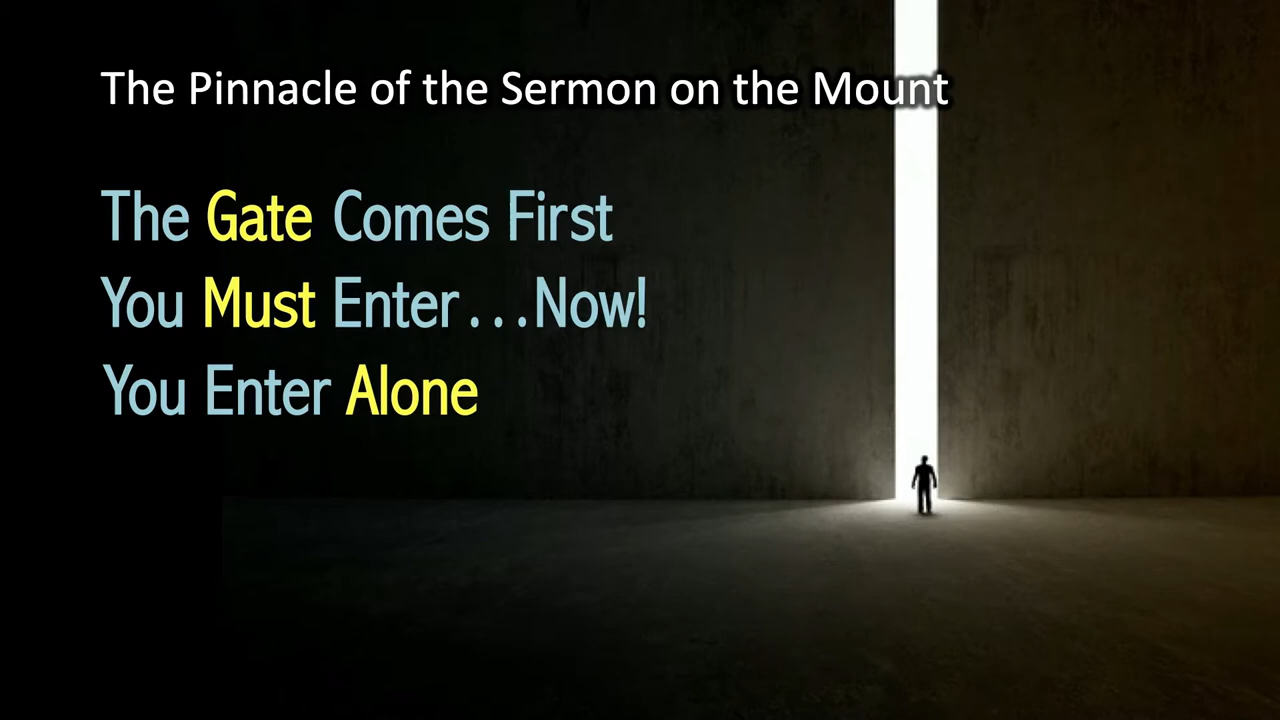 The Pinnacle of the Sermon on the Mount
The Gate Comes First
You Must Enter...Now!
You Enter Alone